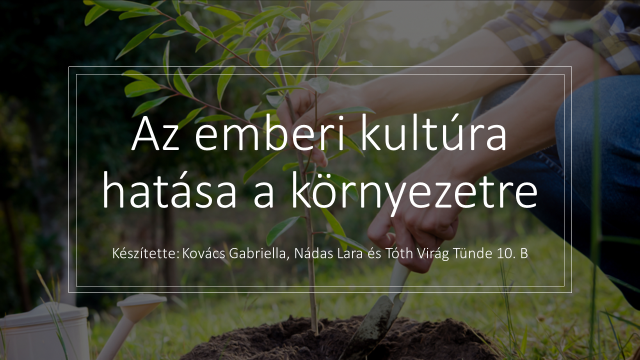 Az emberi kultúra
hatása a környezetre
Készítette: Kovács Gabriella, Nádas Lara és Tóth Virág Tünde 10. B